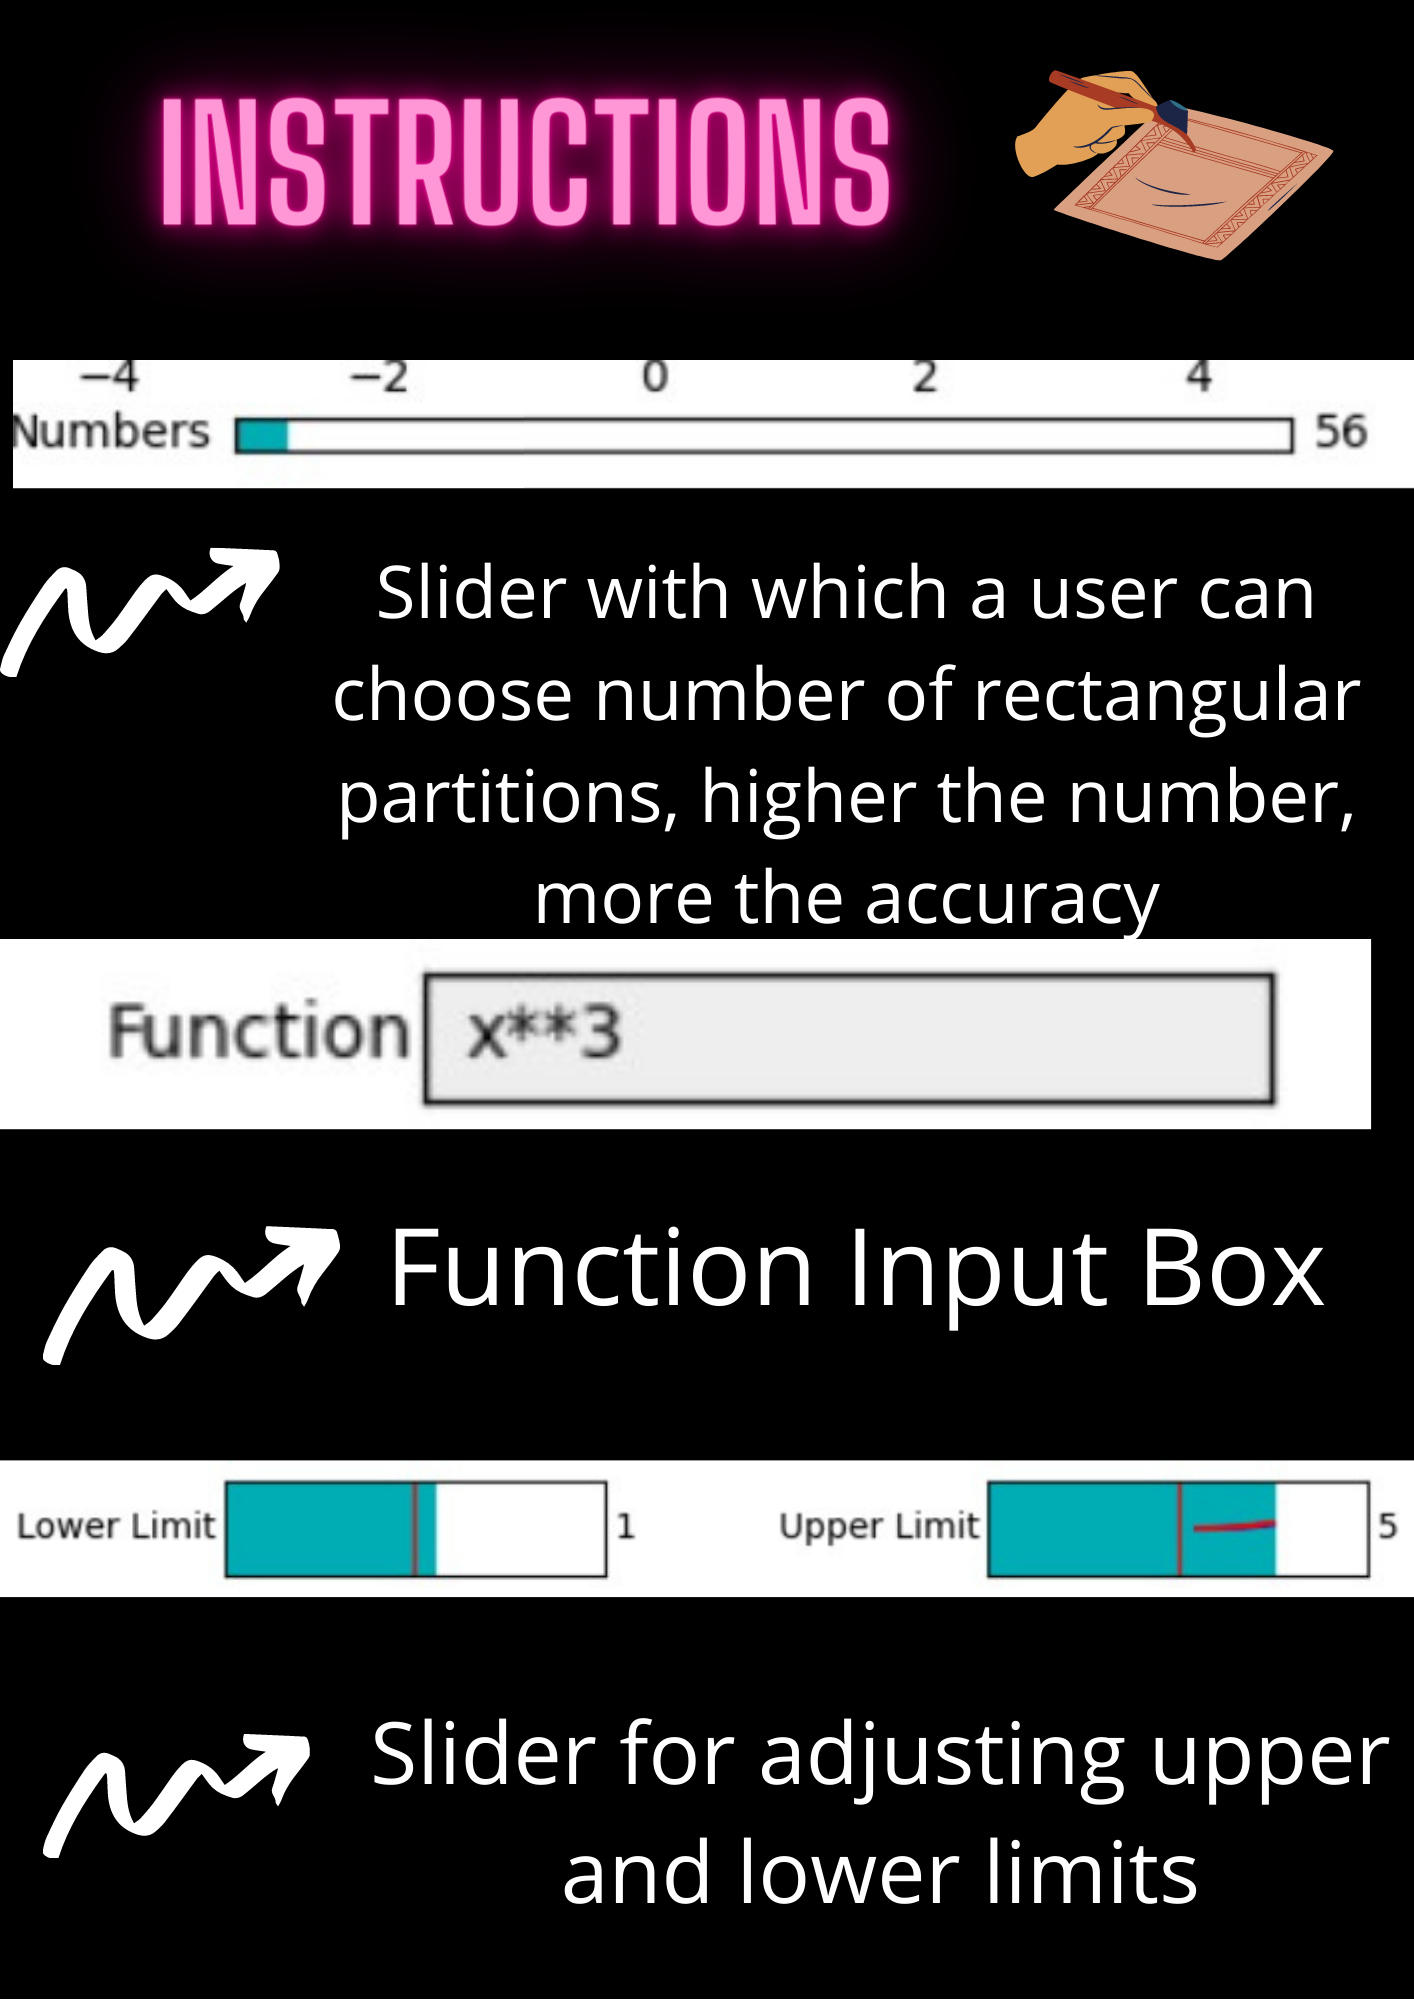 INSTRUCTIONS
−4 −2 0 2 4
Numbers 56
Slider with which a user can
choose number of rectangular
partitions, higher the number,
more the accuracy
Function x**3
Function Input Box
Lower Limit 1 Upper Limit 5
Slider for adjusting upper
and lower limits